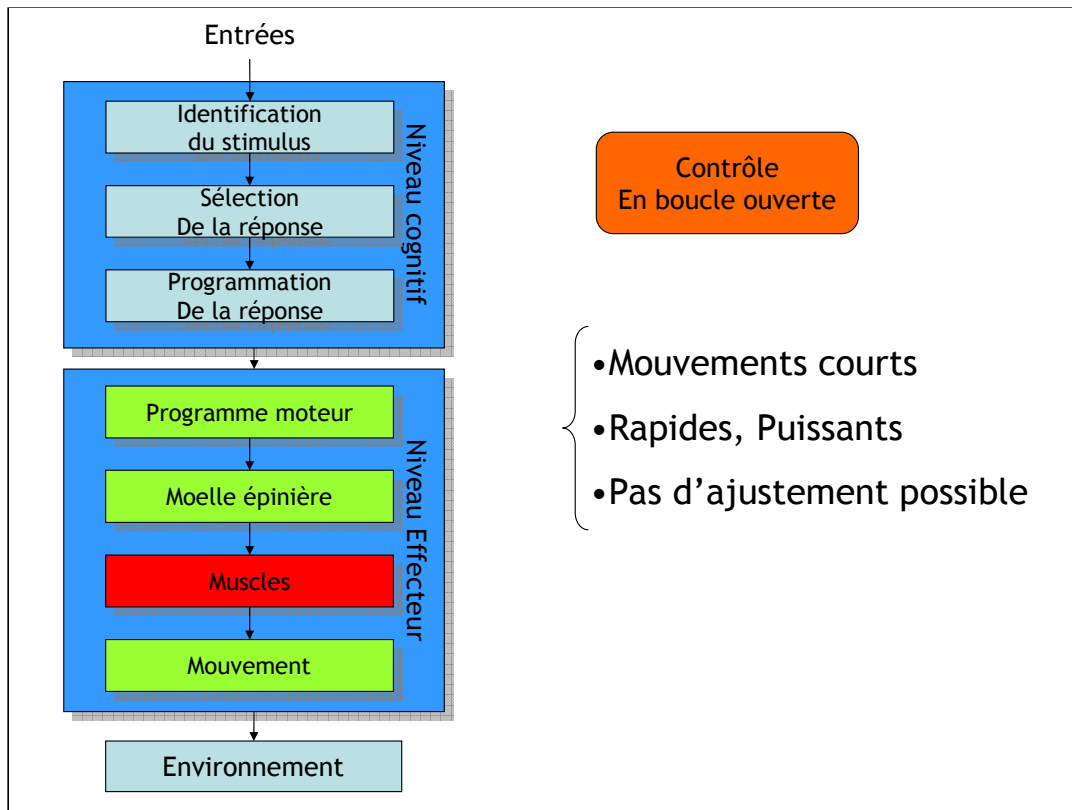 Entrées
Identification
du stimulus
Sélection
De la réponse
Programmation
De la réponse
Niveau cognitif
Programme moteur
Moelle épinière
Muscles
Mouvement
Niveau Effecteur
Environnement
Contrôle
En boucle ouverte
•Mouvements courts
•Rapides, Puissants
•Pas d’ajustement possible